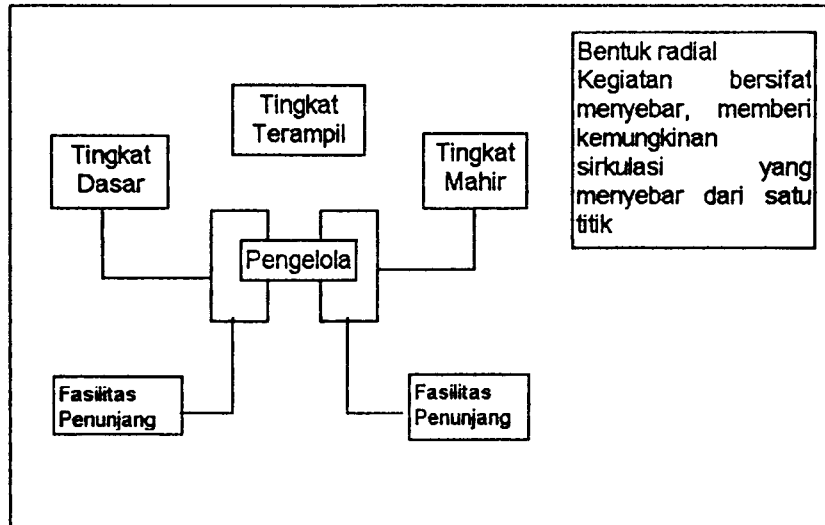 Tingkat
Terampil
Tingkat
Dasar
Tingkat
Mahir
Pengelola
Fasilitas
Penunjang
Fasilitas
Penunjang
Bentuk radial
Kegiatan bersifat
menyebar, memberi
kemungkinan
sirkulasi yang
menyebar dari satu
titik